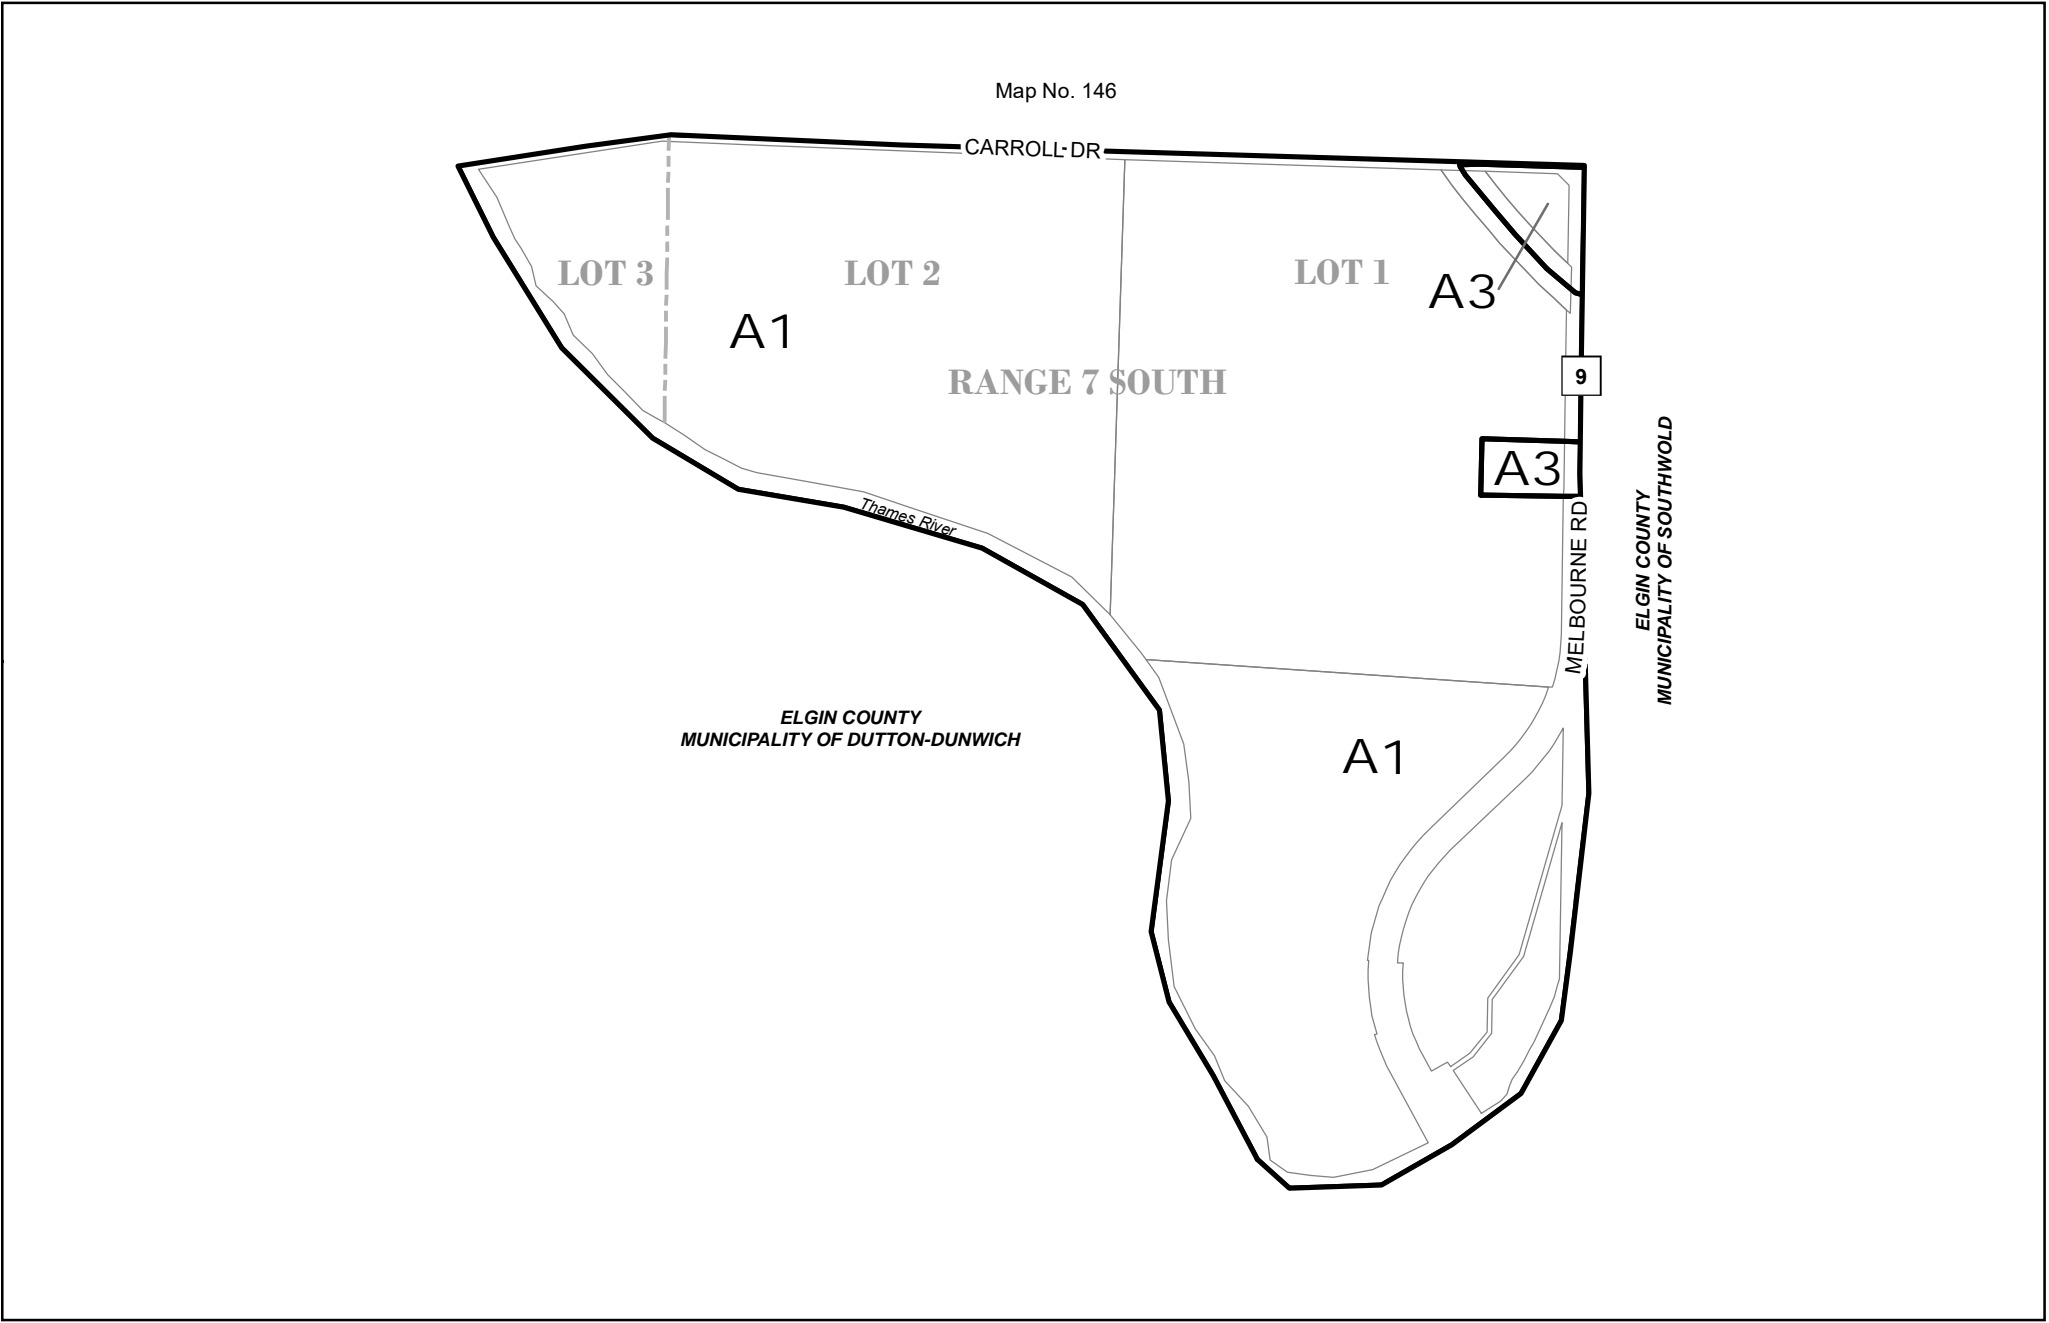 Map No. 146
CARROLL DR
LOT 3
LOT 2
LOT 1
A3
A1
RANGE 7 SOUTH
9
A3
Thames River
MELBOURNE RD
ELGIN COUNTY
MUNICIPALITY OF SOUTHWOLD
ELGIN COUNTY
MUNICIPALITY OF DUTTON-DUNWICH
A1